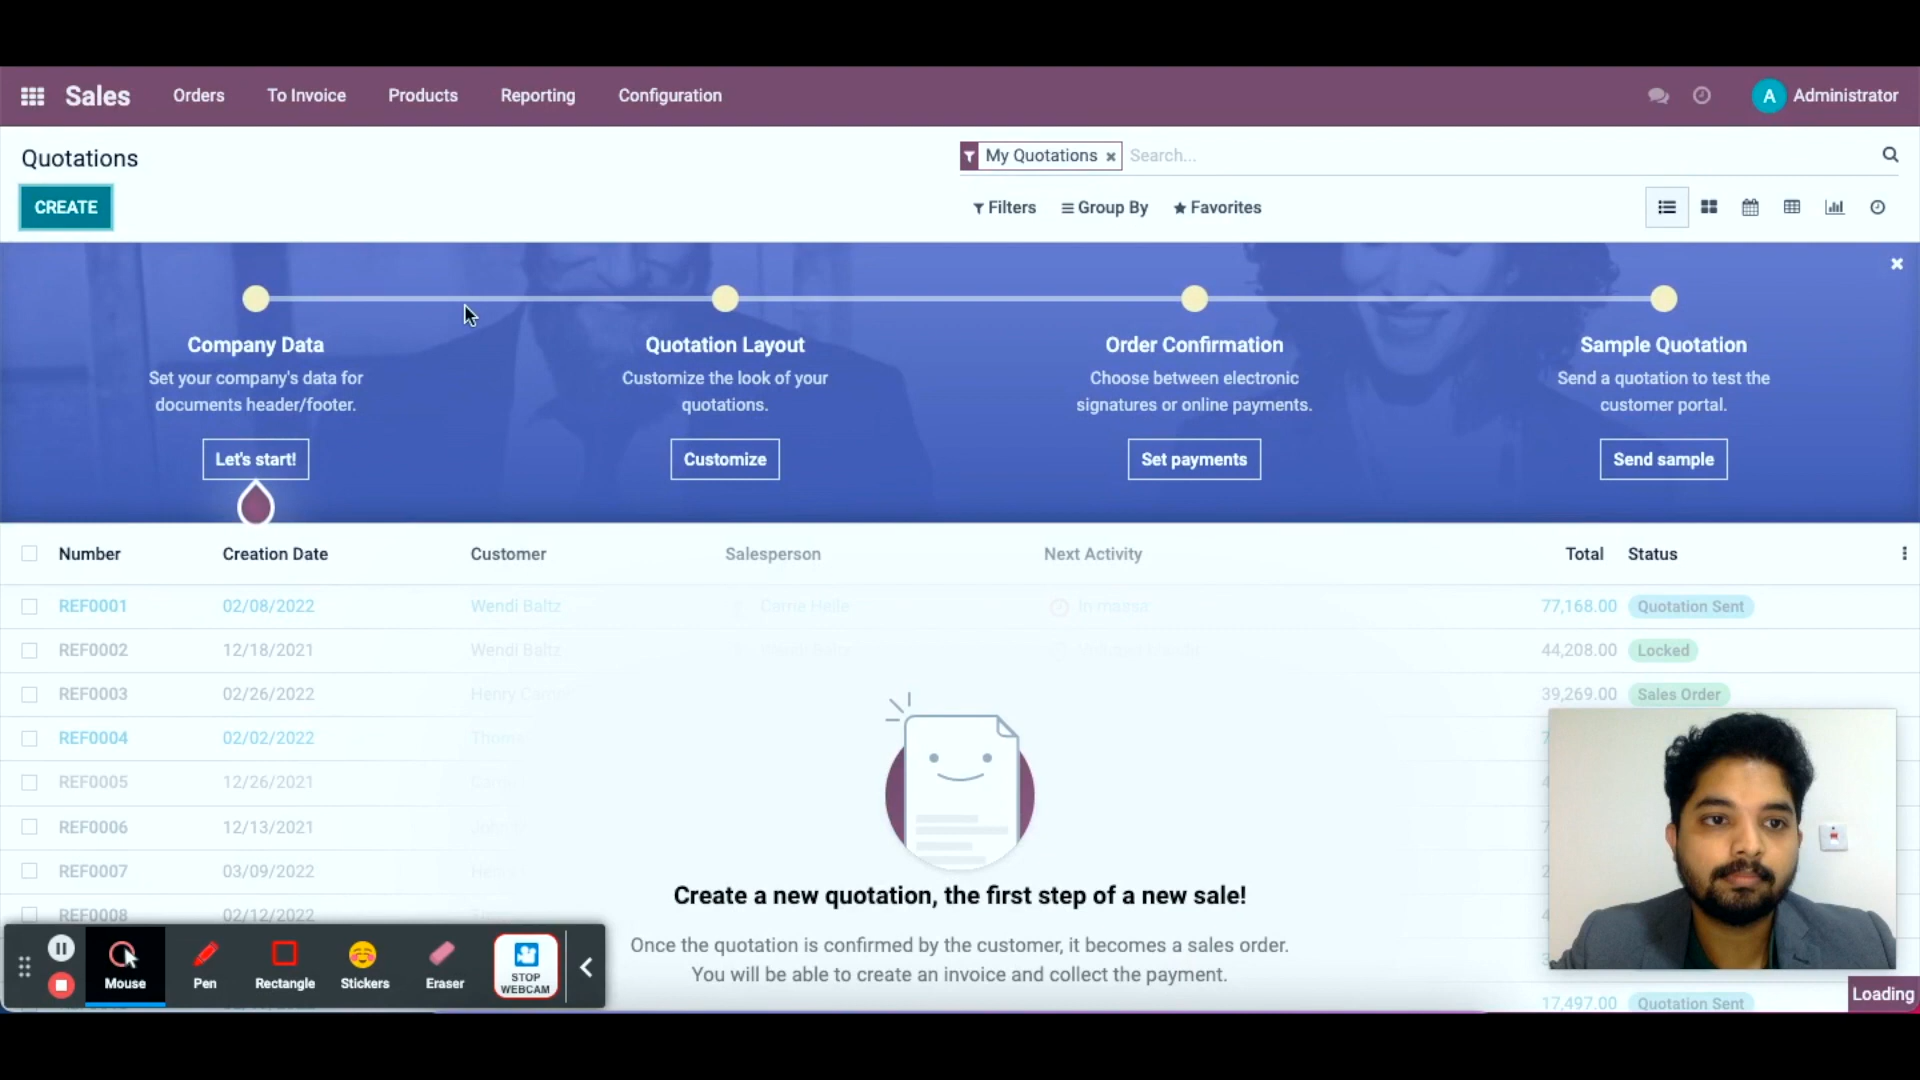 Sales Orders To Invoice Products Reporting Configuration A Administrator
Quotations
My Quotations × Search...
CREATE Filters Group By Favorites
Company Data
Set your company's data for
documents header/footer.
Let's start!
Quotation Layout
Customize the look of your
quotations.
Customize
Order Confirmation
Choose between electronic
signatures or online payments.
Set payments
Sample Quotation
Send a quotation to test the
customer portal.
Send sample
Number Creation Date Customer Salesperson Next Activity Total Status
REF0001 02/08/2022 Wendi Baltz Carrie Helle 77,168.00 Quotation Sent
REF0002 12/18/2021 Wendi Baltz 44,208.00 Locked
REF0003 02/26/2022 Henry 39,269.00 Sales Order
REF0004 02/02/2022
REF0005 12/26/2021
REF0006 12/13/2021
REF0007 03/09/2022
REF0008 02/12/2022
Create a new quotation, the first step of a new sale!
Once the quotation is confirmed by the customer, it becomes a sales order.
You will be able to create an invoice and collect the payment.
17,497.00 Quotation Sent
Mouse Pen Rectangle Stickers Eraser
STOP
WEBCAM
Loading